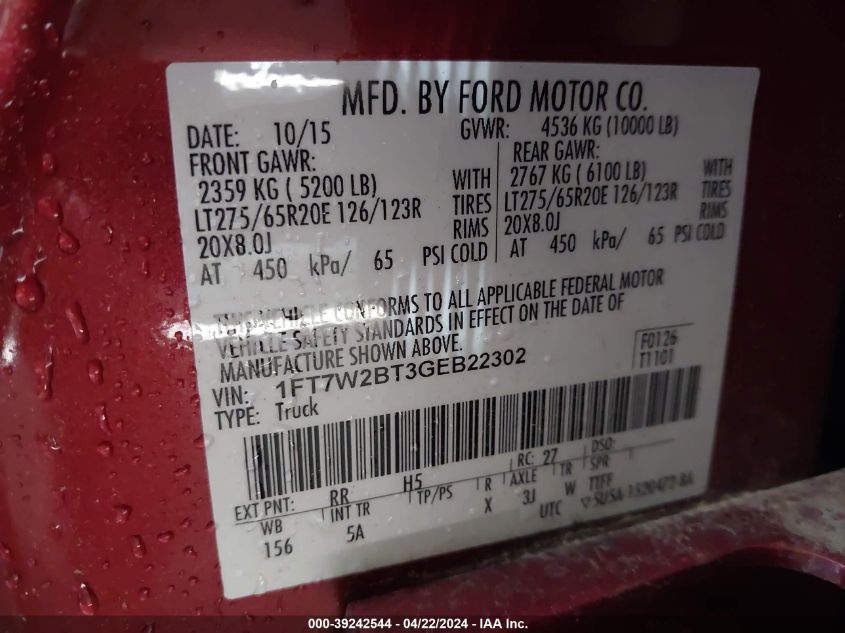 MFD. BY FORD MOTOR CO.
DATE: 10/15 GVWR: 4536 KG (10000 LB)
FRONT GAWR: REAR GAWR:
2359 KG ( 5200 LB) WITH 2767 KG ( 6100 LB) WITH
LT275/65R20E 126/123R TIRES LT275/65R20E 126/123R TIRES
20X8.0J RIMS 20X8.0J RIMS
AT 450 kPa/ 65 PSI COLD AT 450 kPa/ 65 PSI COLD
THIS VEHICLE CONFORMS TO ALL APPLICABLE FEDERAL MOTOR
VEHICLE SAFETY STANDARDS IN EFFECT ON THE DATE OF
MANUFACTURE SHOWN ABOVE.
F0126
VIN: 1FT7W2BT3GEB22302 T1101
TYPE: Truck
EXT PNT: RR H5 RC: 27 DSO:
WB INT TR TP/PS R AXLE TR SPR
156 5A X 3J W
UTC
000-39242544 - 04/22/2024 - IAA Inc.